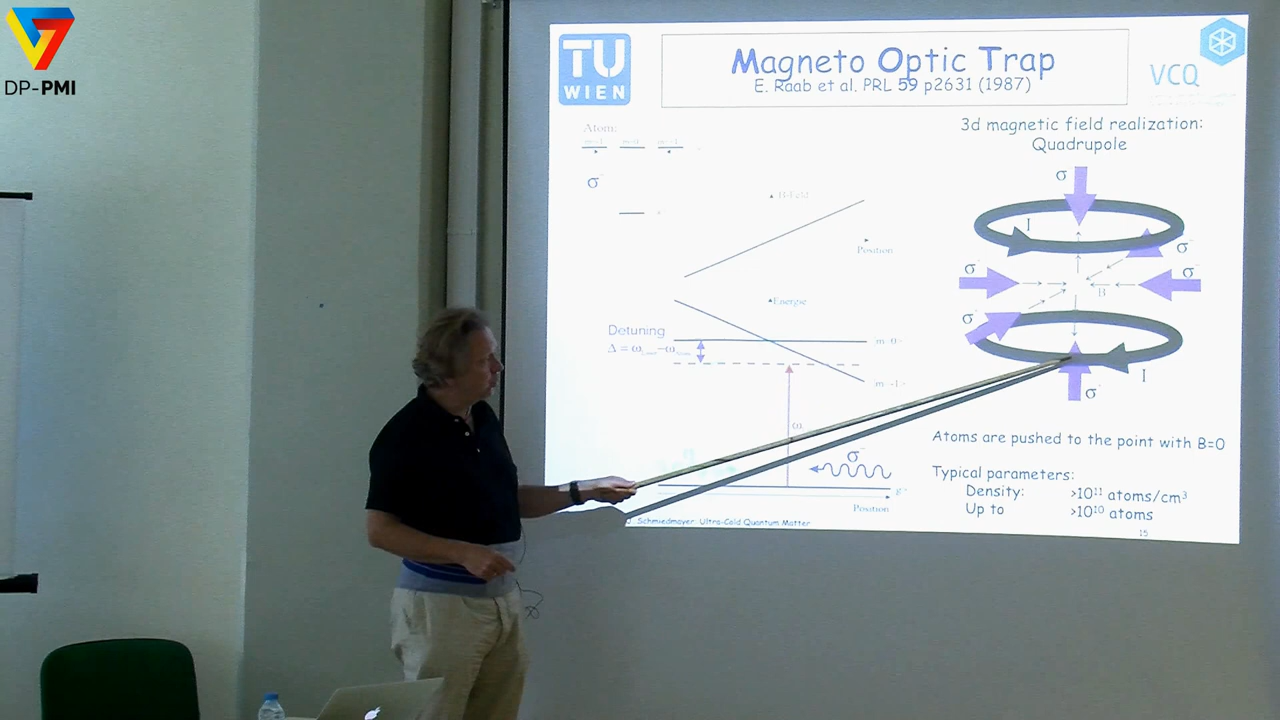 DP-PMI
TU
WIEN
Magneto Optic Trap
E. Raab et al. PRL 59 p2631 (1987)
VCQ
Atom:
σ
B-Field
Position
Energie
Detuning
m=0>
ω
σ⁻
Position
J. Schmiedmayer: Ultra-Cold Quantum Matter
3d magnetic field realization:
Quadrupole
σ
I
σ⁻
σ
σ⁻
B
σ
I
σ
Atoms are pushed to the point with B=0
Typical parameters:
Density: >10¹¹ atoms/cm³
Up to >10¹⁰ atoms
15